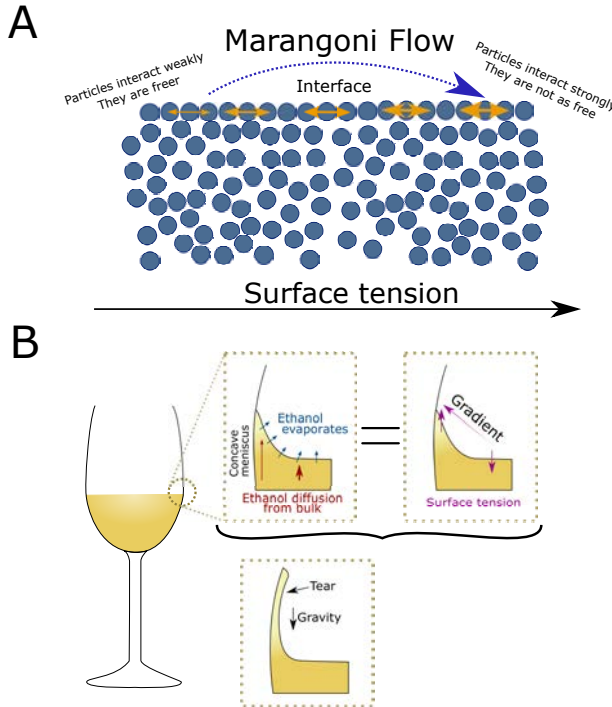 A
Marangoni Flow
Particles interact weakly
They are freer
Interface
Particles interact strongly
They are not as free
Surface tension
B
Concave
meniscus
Ethanol
evaporates
Ethanol diffusion
from bulk
Gradient
Surface tension
Tear
Gravity